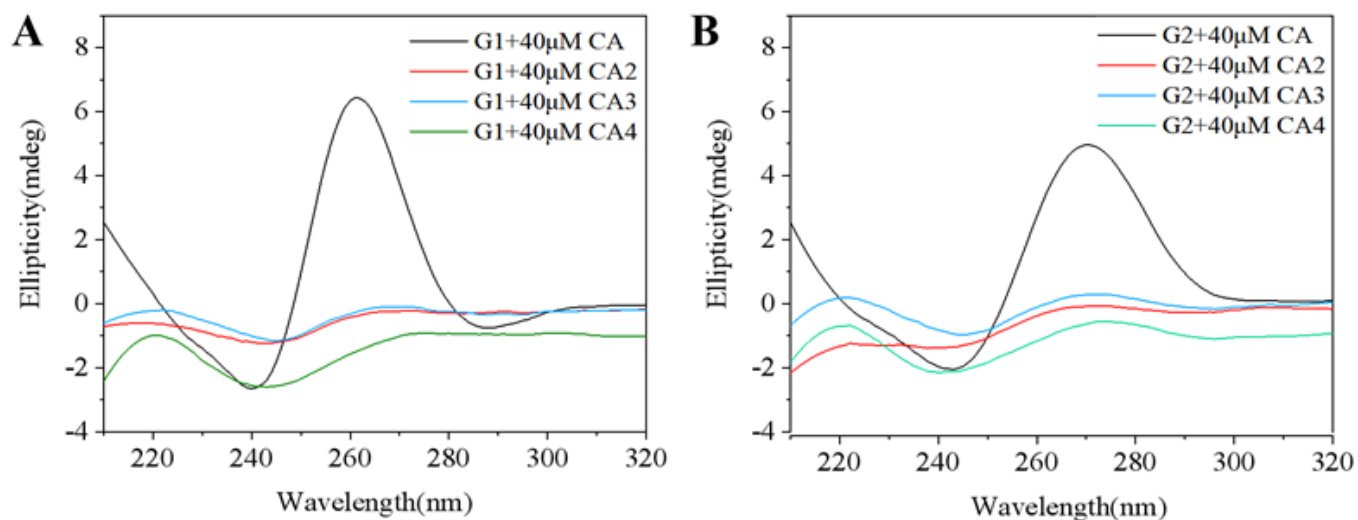 A
Ellipticity(mdeg)
8
6
4
2
0
-2
-4
G1+40μM CA
G1+40μM CA2
G1+40μM CA3
G1+40μM CA4
220 240 260 280 300 320
Wavelength(nm)
B
Ellipticity(mdeg)
8
6
4
2
0
-2
-4
G2+40μM CA
G2+40μM CA2
G2+40μM CA3
G2+40μM CA4
220 240 260 280 300 320
Wavelength(nm)